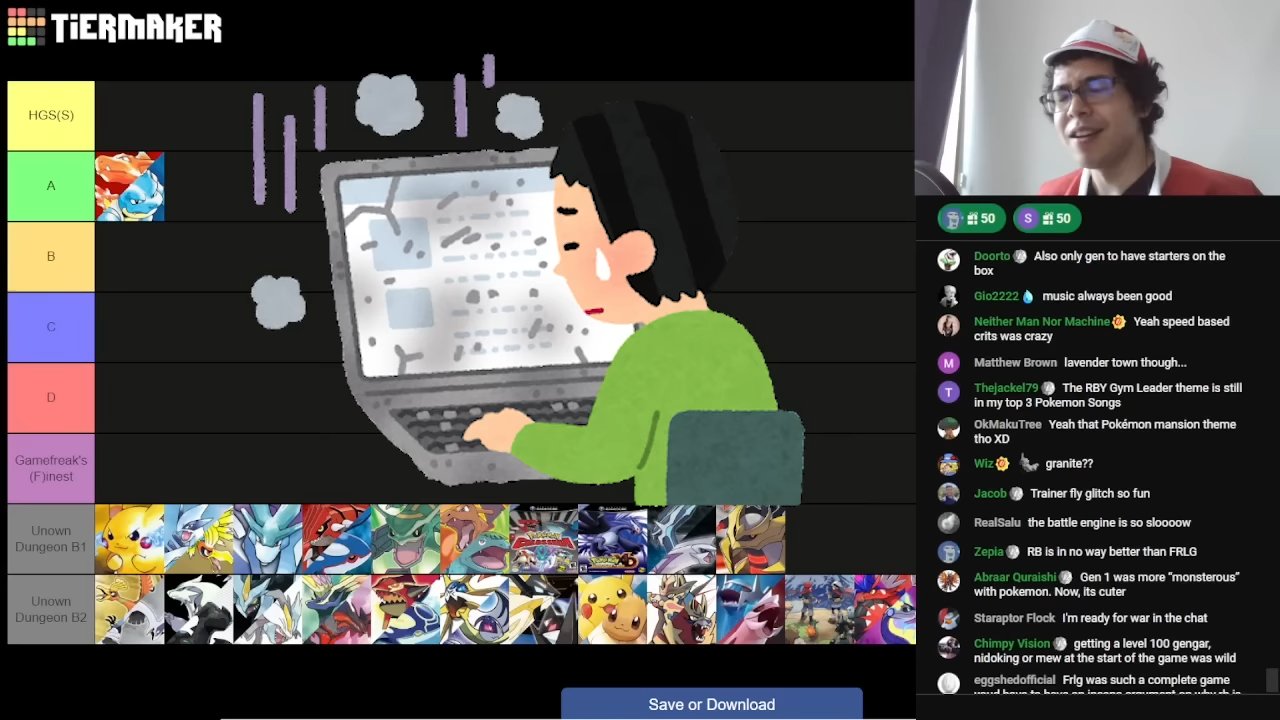 TiERMAKER
HGS(S)
A
B
C
D
Gamefreak's
(F)inest
Unown
Dungeon B1
Unown
Dungeon B2
Save or Download
50
S 50
Doorto Also only gen to have starters on the
box
Gio2222 music always been good
Neither Man Nor Machine Yeah speed based
crits was crazy
M Matthew Brown lavender town though...
T Thejackel79 The RBY Gym Leader theme is still
in my top 3 Pokemon Songs
OkMakuTree Yeah that Pokémon mansion theme
tho XD
Wiz granite??
Jacob Trainer fly glitch so fun
RealSalu the battle engine is so sloooow
Zepia RB is in no way better than FRLG
Abraar Quraishi Gen 1 was more “monsterous”
with pokemon. Now, its cuter
Staraptor Flock I'm ready for war in the chat
Chimpy Vision getting a level 100 gengar,
nidoking or mew at the start of the game was wild
eggshedofficial Frlg was such a complete game